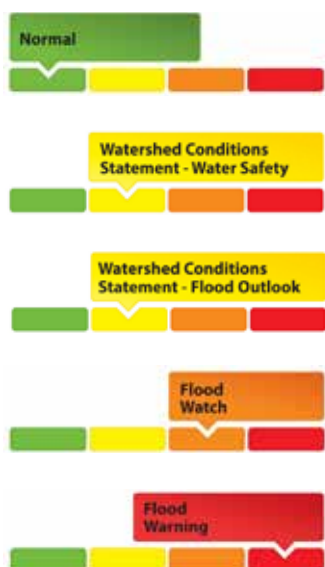 Normal
Watershed Conditions
Statement - Water Safety
Watershed Conditions
Statement - Flood Outlook
Flood
Watch
Flood
Warning